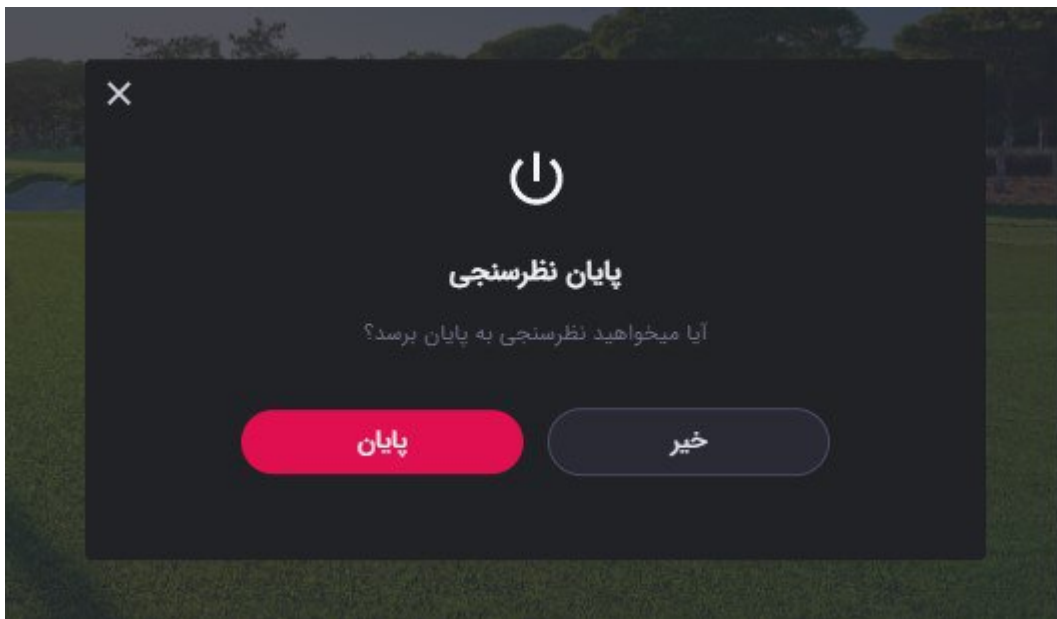 پایان نظرسنجی
آیا میخواهید نظرسنجی به پایان برسد؟
خیر
پایان